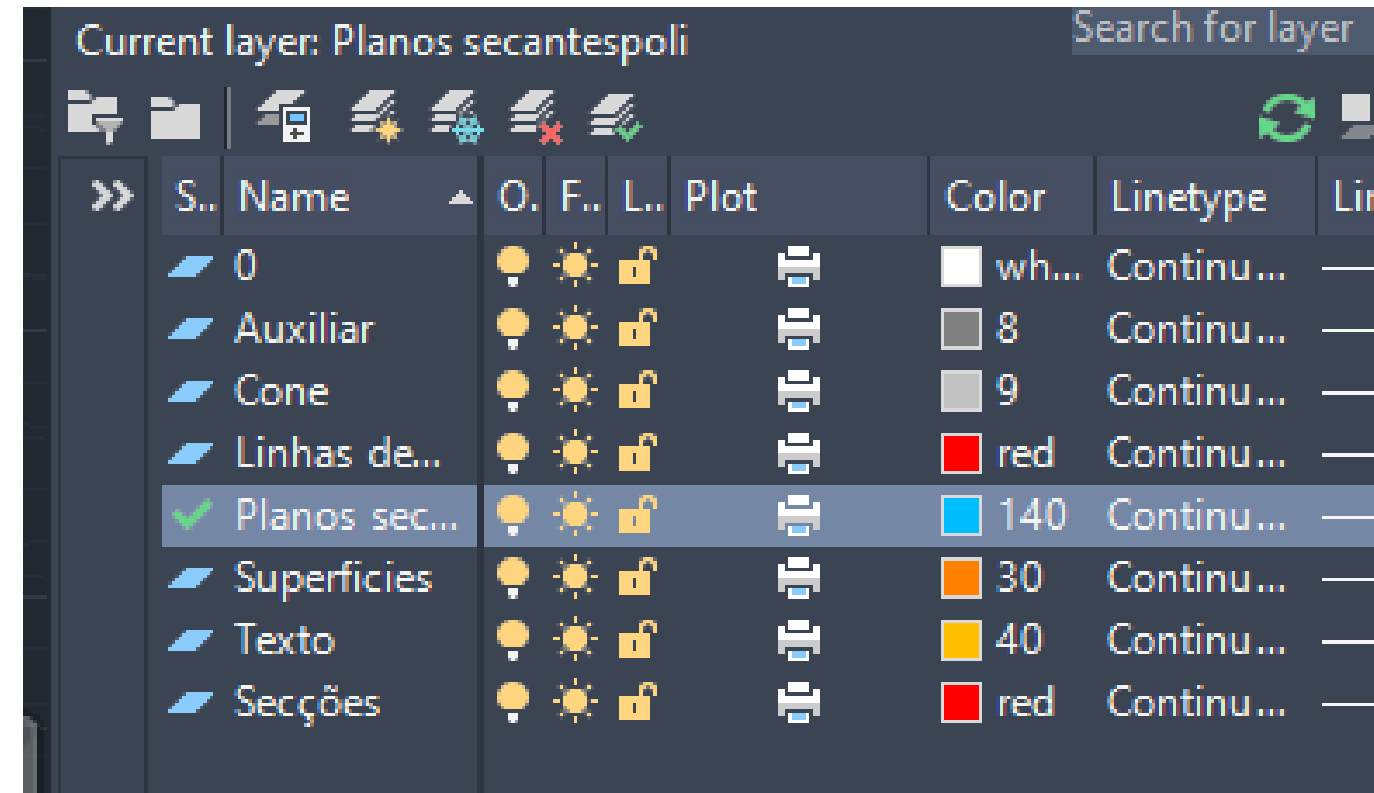 Current layer: Planos secantespoli
Search for layer
S.. Name O. F.. L.. Plot Color Linetype Lin
0 wh... Continu...
Auxiliar 8 Continu...
Cone 9 Continu...
Linhas de... red Continu...
Planos sec... 140 Continu...
Superficies 30 Continu...
Texto 40 Continu...
Secções red Continu...